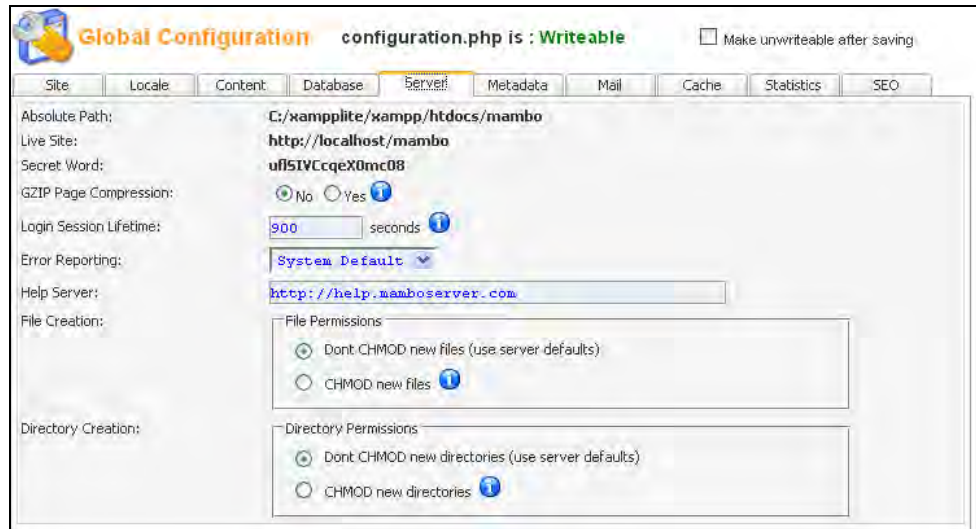 Global Configuration configuration.php is : Writeable Make unwriteable after saving
Site Locale Content Database Server Metadata Mail Cache Statistics SEO
Absolute Path: C:/xampplite/xampp/htdocs/mambo
Live Site: http://localhost/mambo
Secret Word:
GZIP Page Compression: No Yes
Login Session Lifetime: 900 seconds
Error Reporting: System Default
Help Server: http://help.mamboserver.com
File Creation: File Permissions
Dont CHMOD new files (use server defaults)
CHMOD new files
Directory Creation: Directory Permissions
Dont CHMOD new directories (use server defaults)
CHMOD new directories